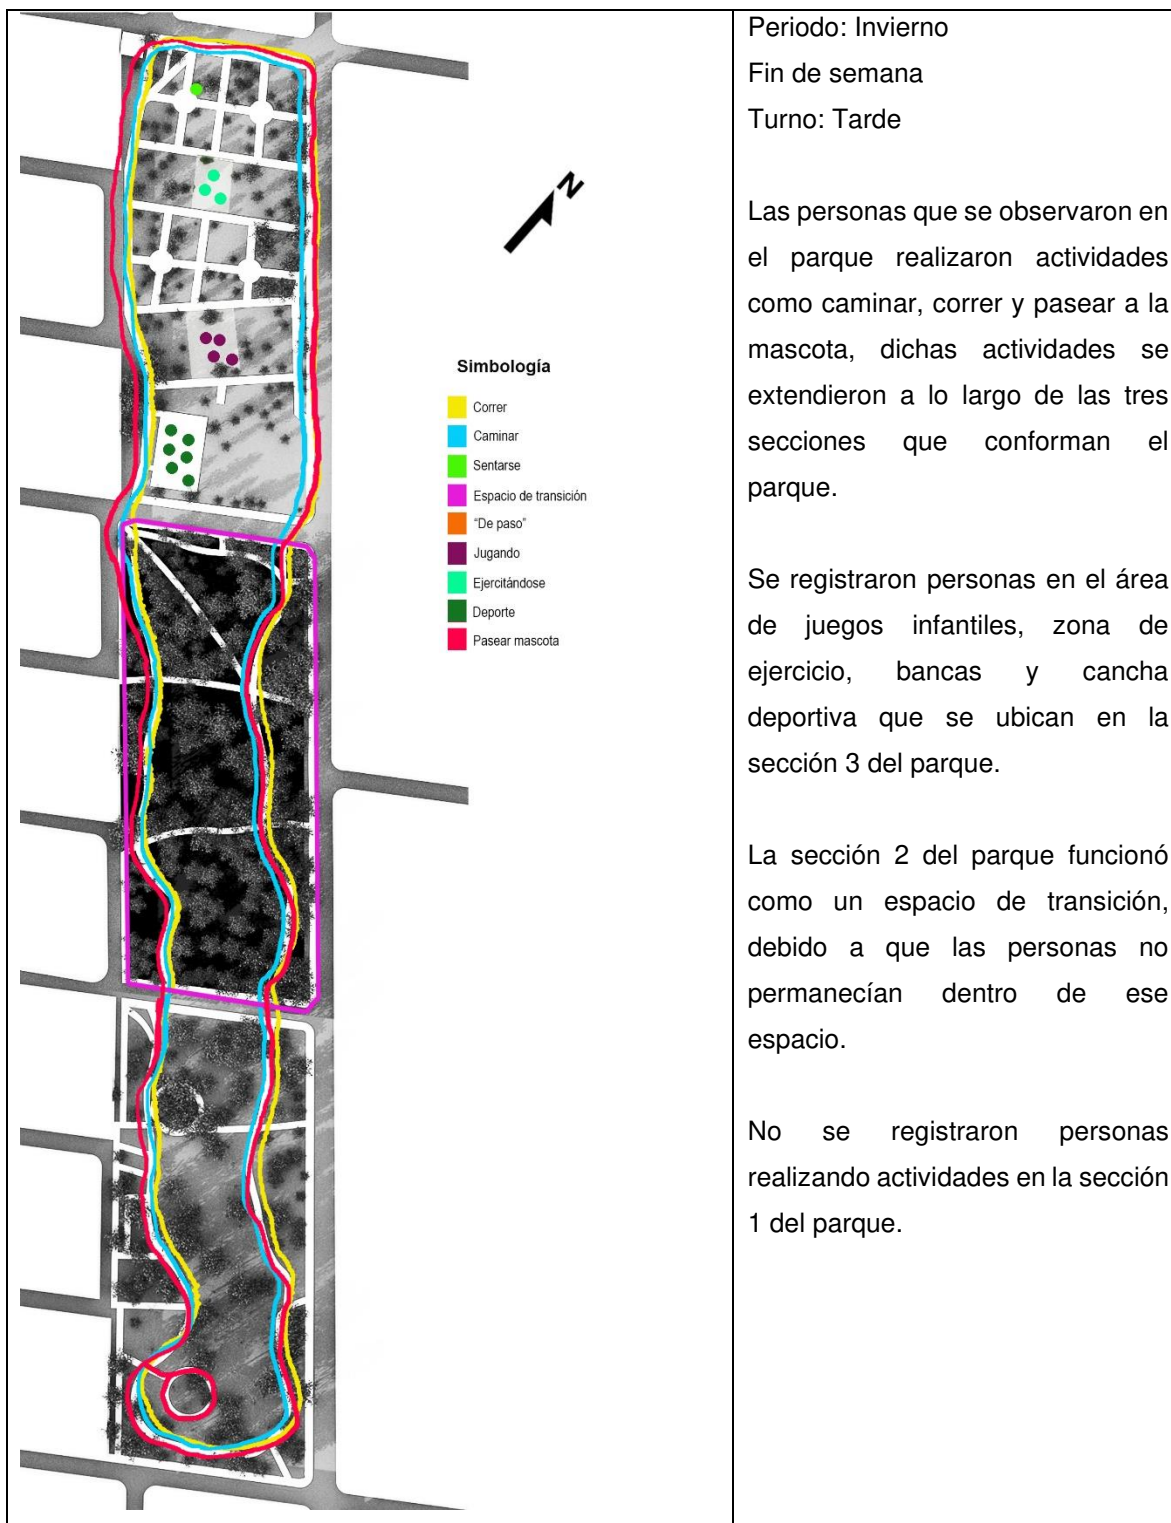 N
Simbología
Correr
Caminar
Sentarse
Espacio de transición
"De paso"
Jugando
Ejercitándose
Deporte
Pasear mascota
Periodo: Invierno
Fin de semana
Turno: Tarde
Las personas que se observaron en
el parque realizaron actividades
como caminar, correr y pasear a la
mascota, dichas actividades se
extendieron a lo largo de las tres
secciones que conforman el
parque.
Se registraron personas en el área
de juegos infantiles, zona de
ejercicio, bancas y cancha
deportiva que se ubican en la
sección 3 del parque.
La sección 2 del parque funcionó
como un espacio de transición,
debido a que las personas no
permanecían dentro de ese
espacio.
No se registraron personas
realizando actividades en la sección
1 del parque.